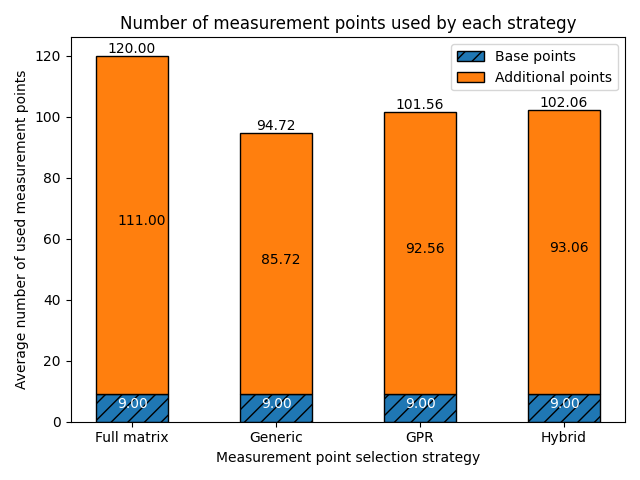 Number of measurement points used by each strategy
Average number of used measurement points
120
100
80
60
40
20
0
Base points
Additional points
120.00
94.72
101.56
102.06
111.00
85.72
92.56
93.06
9.00
9.00
9.00
9.00
Full matrix
Generic
GPR
Hybrid
Measurement point selection strategy